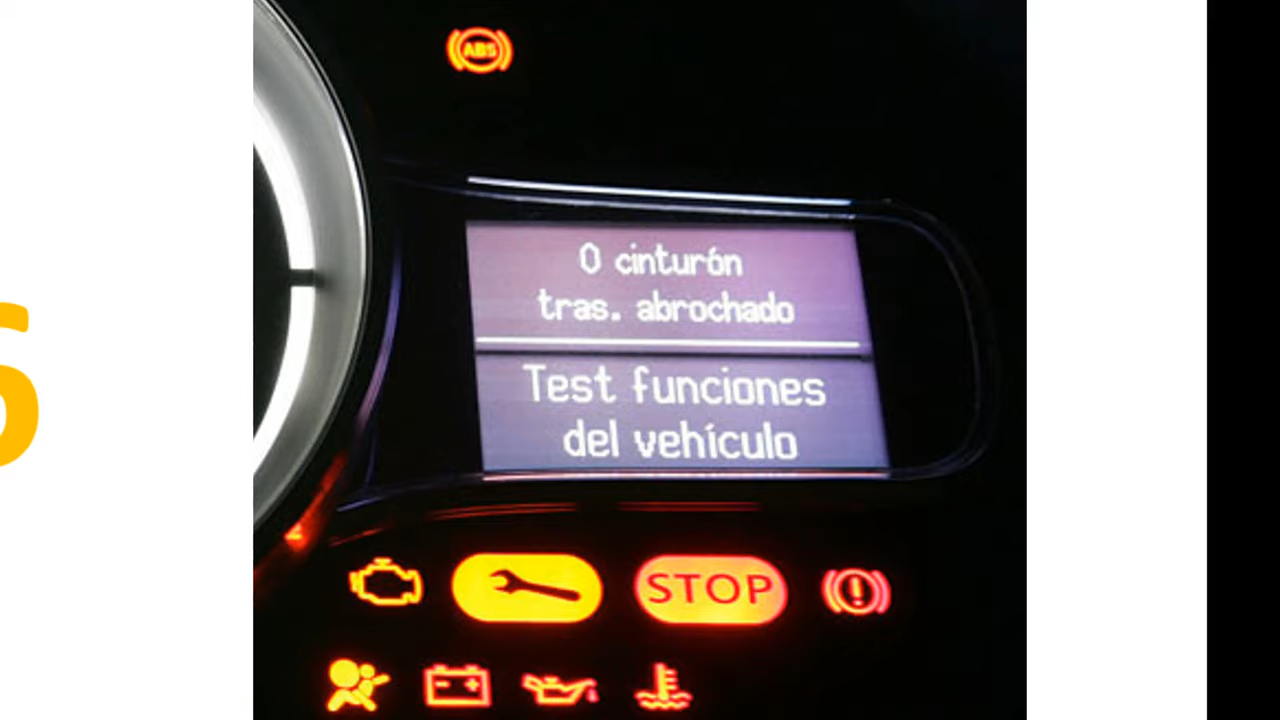 ABS
0 cinturón
tras. abrochado
Test funciones
del vehículo
STOP